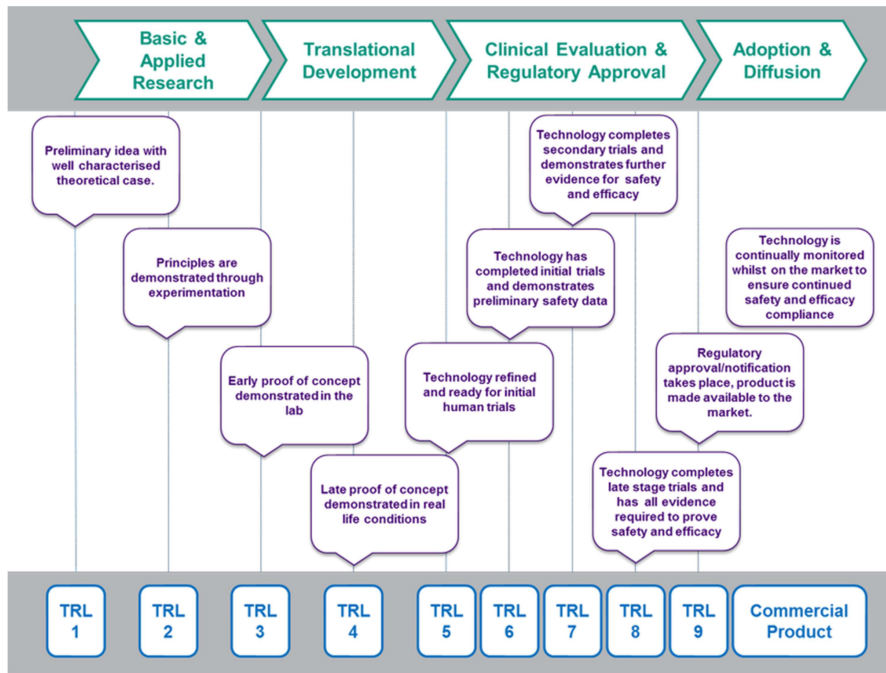 Basic &
Applied
Research
Translational
Development
Clinical Evaluation &
Regulatory Approval
Adoption &
Diffusion
Preliminary idea with
well characterised
theoretical case.
Principles are
demonstrated through
experimentation
Early proof of concept
demonstrated in the
lab
Late proof of concept
demonstrated in real
life conditions
Technology refined
and ready for initial
human trials
Technology has
completed initial trials
and demonstrates
preliminary safety data
Technology completes
secondary trials and
demonstrates further
evidence for safety
and efficacy
Technology completes
late stage trials and
has all evidence
required to prove
safety and efficacy
Regulatory
approval/notification
takes place, product is
made available to the
market.
Technology is
continually monitored
whilst on the market to
ensure continued
safety and efficacy
compliance
TRL
1
TRL
2
TRL
3
TRL
4
TRL
5
TRL
6
TRL
7
TRL
8
TRL
9
Commercial
Product